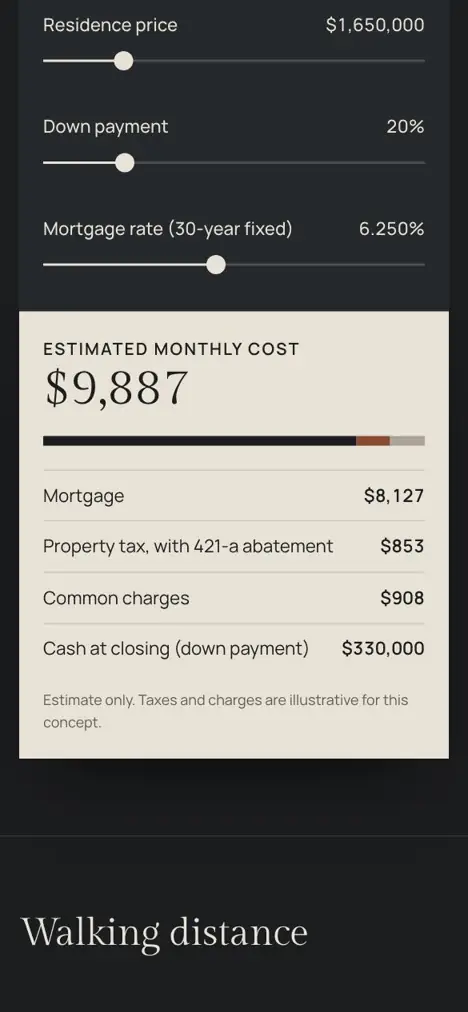 Residence price $1,650,000
Down payment 20%
Mortgage rate (30-year fixed) 6.250%
ESTIMATED MONTHLY COST
$9,887
Mortgage $8,127
Property tax, with 421-a abatement $853
Common charges $908
Cash at closing (down payment) $330,000
Estimate only. Taxes and charges are illustrative for this
concept.
Walking distance